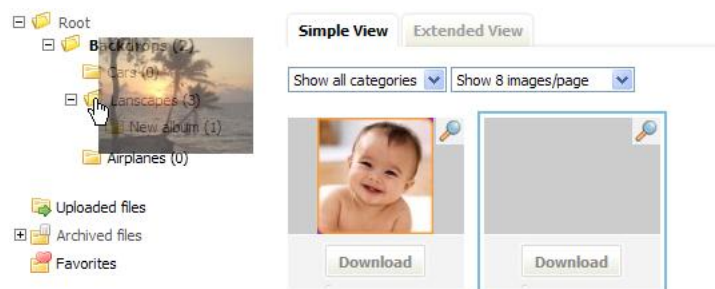 Root
Backdrops (2)
Cars (0)
Lanscapes (3)
New album (1)
Airplanes (0)
Uploaded files
Archived files
Favorites
Simple View Extended View
Show all categories Show 8 images/page
Download Download